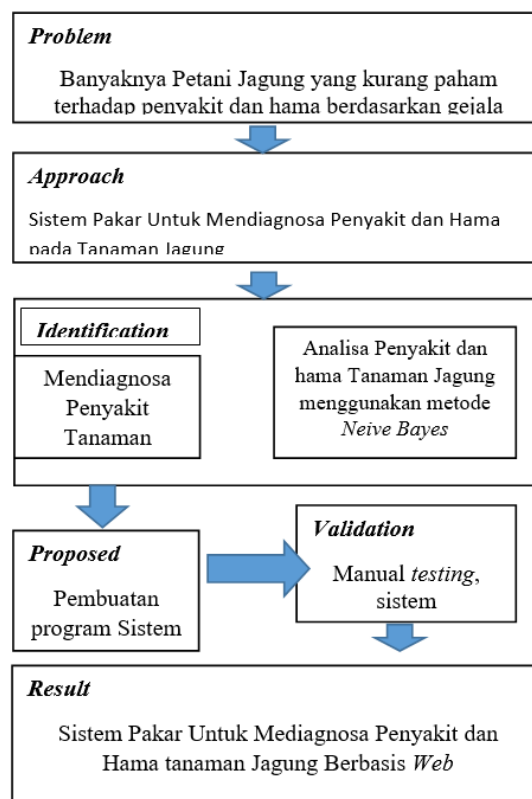 Problem
Banyaknya Petani Jagung yang kurang paham
terhadap penyakit dan hama berdasarkan gejala
Approach
Sistem Pakar Untuk Mendiagnosa Penyakit dan Hama
pada Tanaman Jagung
Identification
Mendiagnosa
Penyakit
Tanaman
Analisa Penyakit dan
hama Tanaman Jagung
menggunakan metode
Neive Bayes
Proposed
Pembuatan
program Sistem
Validation
Manual testing,
sistem
Result
Sistem Pakar Untuk Mediagnosa Penyakit dan
Hama tanaman Jagung Berbasis Web